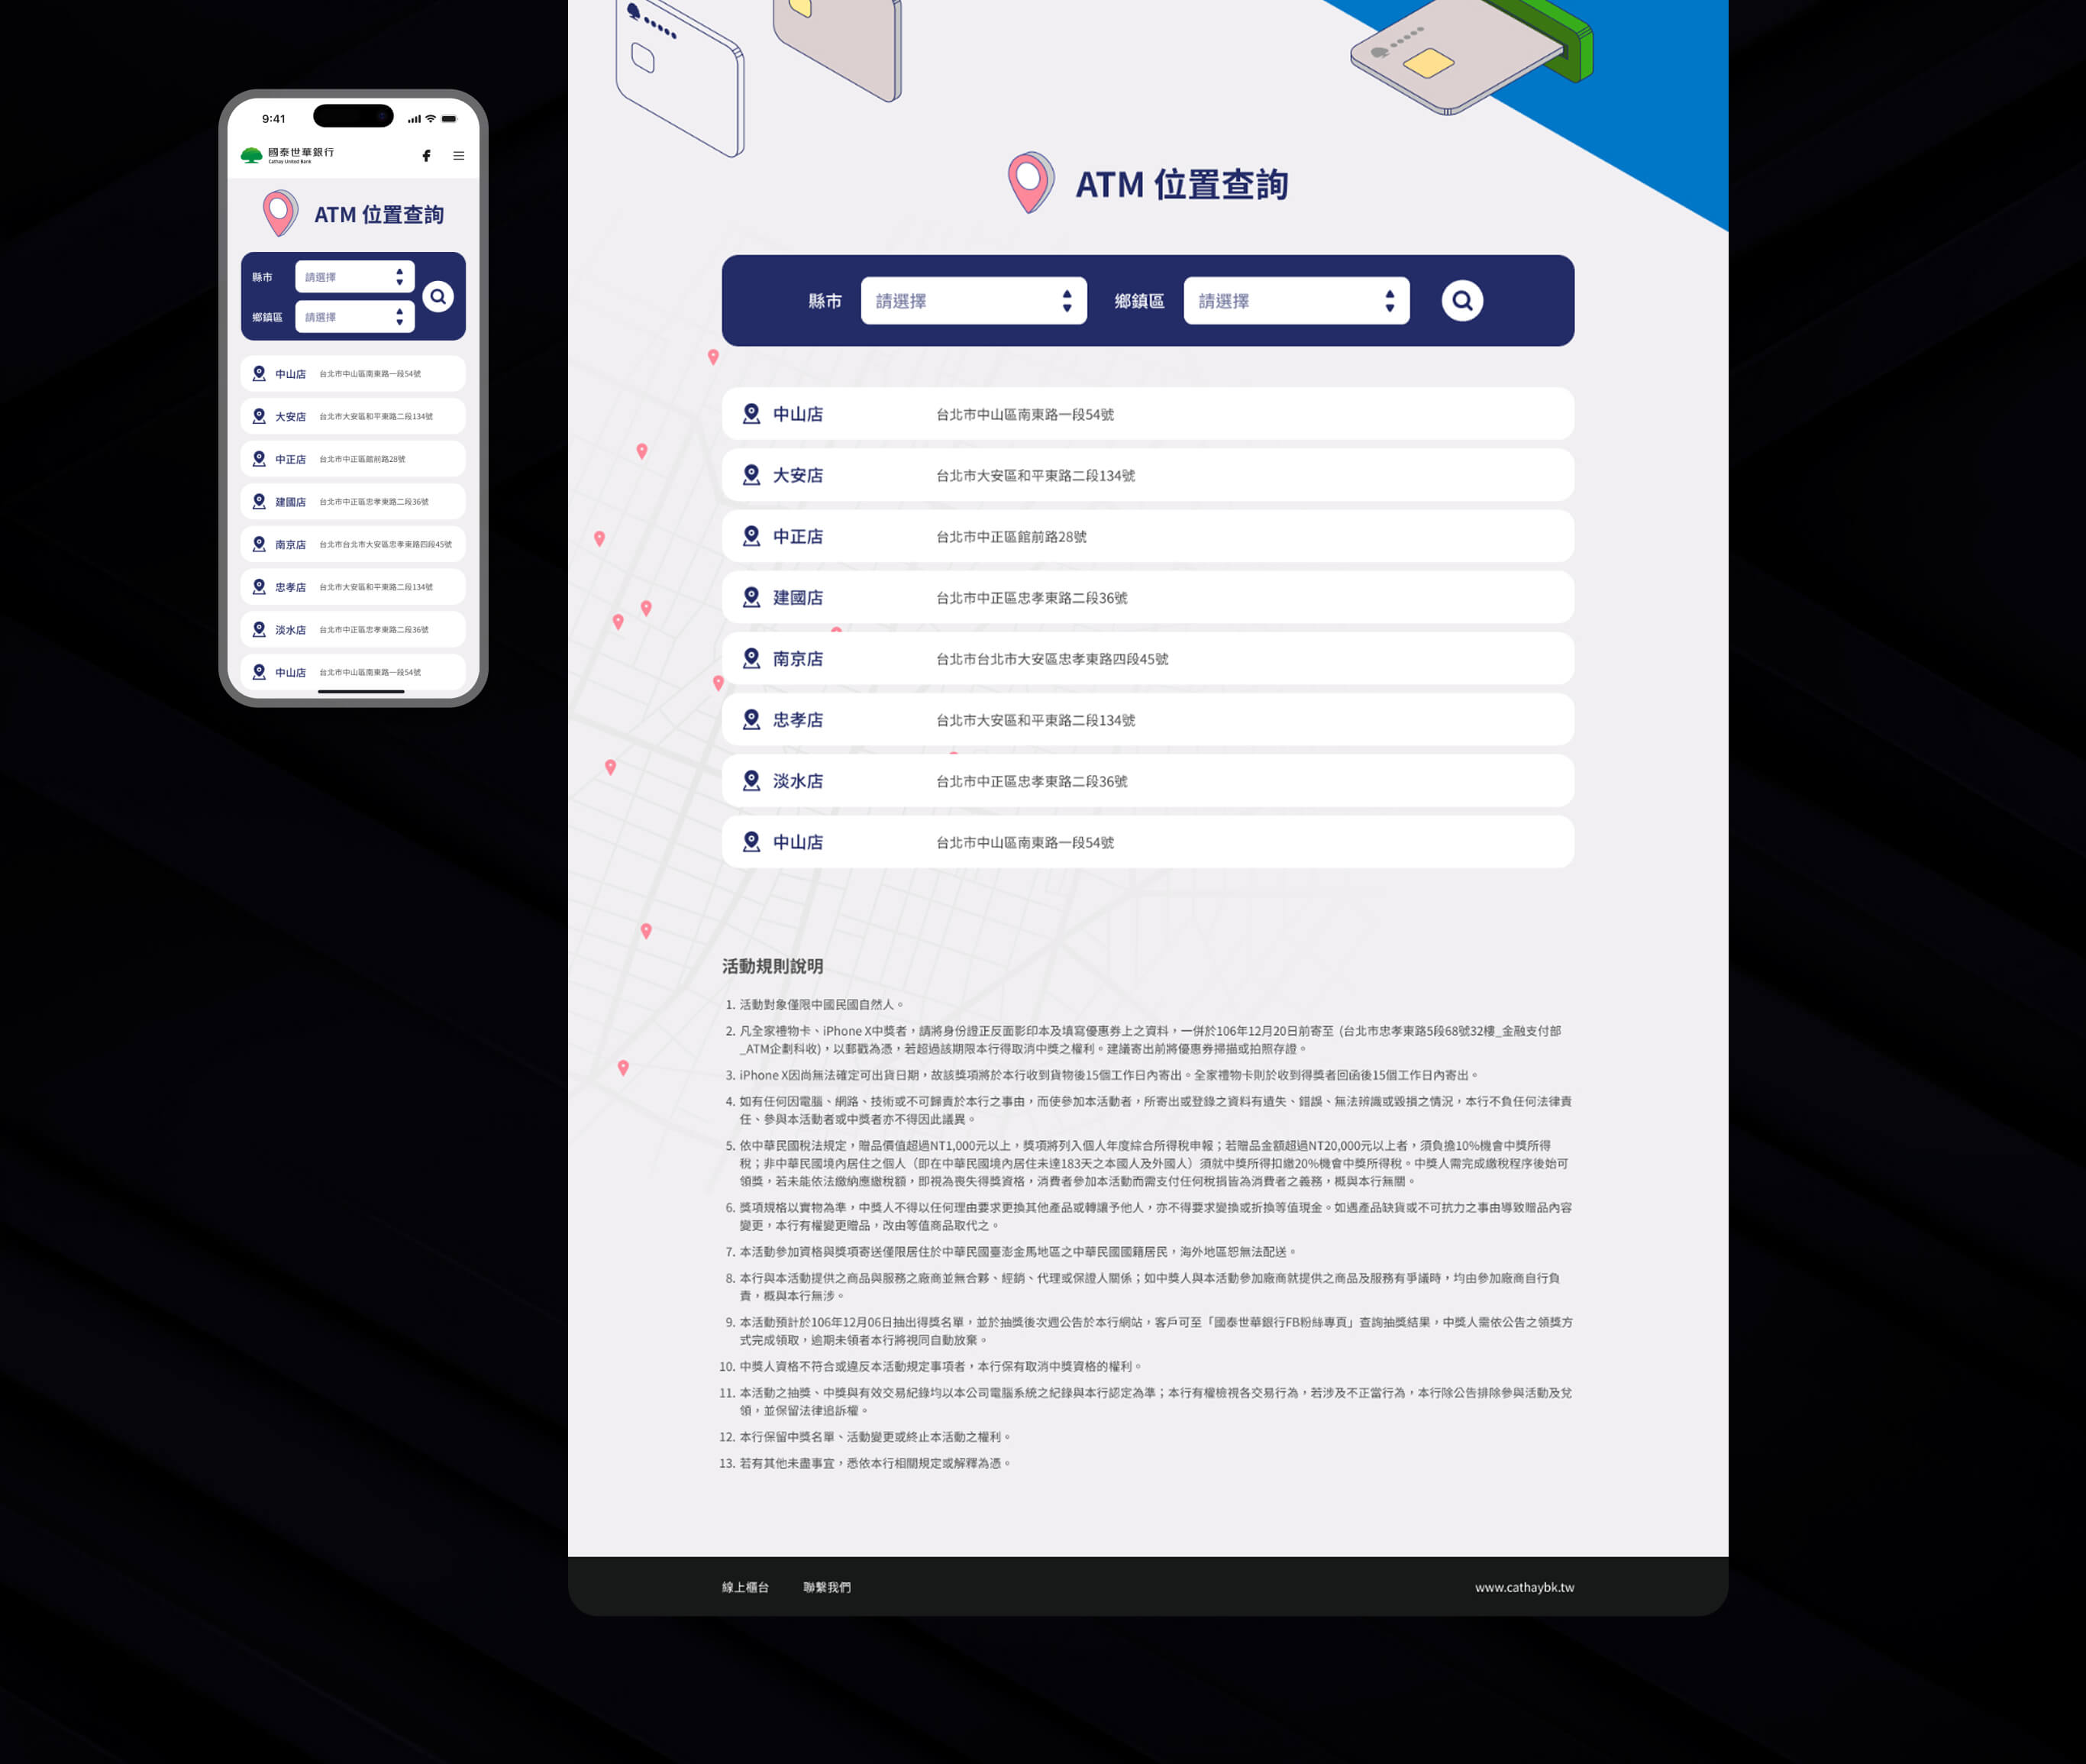 9:41
國泰世華銀行
Cathay United Bank
ATM 位置查詢
縣市 請選擇
鄉鎮區 請選擇
中山店 台北市中山區南東路一段54號
大安店 台北市大安區和平東路二段134號
中正店 台北市中正區館前路28號
建國店 台北市中正區忠孝東路二段36號
南京店 台北市台北市大安區忠孝東路四段45號
忠孝店 台北市大安區和平東路二段134號
淡水店 台北市中正區忠孝東路二段36號
中山店 台北市中山區南東路一段54號
ATM 位置查詢
縣市 請選擇 鄉鎮區 請選擇
中山店 台北市中山區南東路一段54號
大安店 台北市大安區和平東路二段134號
中正店 台北市中正區館前路28號
建國店 台北市中正區忠孝東路二段36號
南京店 台北市台北市大安區忠孝東路四段45號
忠孝店 台北市大安區和平東路二段134號
淡水店 台北市中正區忠孝東路二段36號
中山店 台北市中山區南東路一段54號
活動規則說明
1. 活動對象僅限中國民國自然人。
2. 凡全家禮物卡、iPhone X中獎者，請將身份證正反面影印本及填寫優惠券上之資料，一併於106年12月20日前寄至 (台北市忠孝東路5段68號32樓_金融支付部
_ATM企劃科收)，以郵戳為憑，若超過該期限本行得取消中獎之權利。建議寄出前將優惠券掃描或拍照存證。
3. iPhone X因尚無法確定可出貨日期，故該獎項將於本行收到貨物後15個工作日內寄出。全家禮物卡則於收到得獎者回函後15個工作日內寄出。
4. 如有任何因電腦、網路、技術或不可歸責於本行之事由，而使參加本活動者，所寄出或登錄之資料有遺失、錯誤、無法辨識或毀損之情況，本行不負任何法律責
任、參與本活動者或中獎者亦不得因此議異。
5. 依中華民國稅法規定，贈品價值超過NT1,000元以上，獎項將列入個人年度綜合所得稅申報；若贈品金額超過NT20,000元以上者，須負擔10%機會中獎所得
稅；非中華民國境內居住之個人（即在中華民國境內居住未達183天之本國人及外國人）須就中獎所得扣繳20%機會中獎所得稅。中獎人需完成繳稅程序後始可
領獎，若未能依法繳納應繳稅額，即視為喪失得獎資格，消費者參加本活動而需支付任何稅捐皆為消費者之義務，概與本行無關。
6. 獎項規格以實物為準，中獎人不得以任何理由要求更換其他產品或轉讓予他人，亦不得要求變換或折換等值現金。如遇產品缺貨或不可抗力之事由導致贈品內容
變更，本行有權變更贈品，改由等值商品取代之。
7. 本活動參加資格與獎項寄送僅限居住於中華民國臺澎金馬地區之中華民國國籍居民，海外地區恕無法配送。
8. 本行與本活動提供之商品與服務之廠商並無合夥、經銷、代理或保證人關係；如中獎人與本活動參加廠商就提供之商品及服務有爭議時，均由參加廠商自行負
責，概與本行無涉。
9. 本活動預計於106年12月06日抽出得獎名單，並於抽獎後次週公告於本行網站，客戶可至「國泰世華銀行FB粉絲專頁」查詢抽獎結果，中獎人需依公告之領獎方
式完成領取，逾期未領者本行將視同自動放棄。
10. 中獎人資格不符合或違反本活動規定事項者，本行保有取消中獎資格的權利。
11. 本活動之抽獎、中獎與有效交易紀錄均以本公司電腦系統之紀錄與本行認定為準；本行有權檢視各交易行為，若涉及不正當行為，本行除公告排除參與活動及兌
領，並保留法律追訴權。
12. 本行保留中獎名單、活動變更或終止本活動之權利。
13. 若有其他未盡事宜，悉依本行相關規定或解釋為憑。
線上櫃台 聯繫我們 www.cathaybk.tw